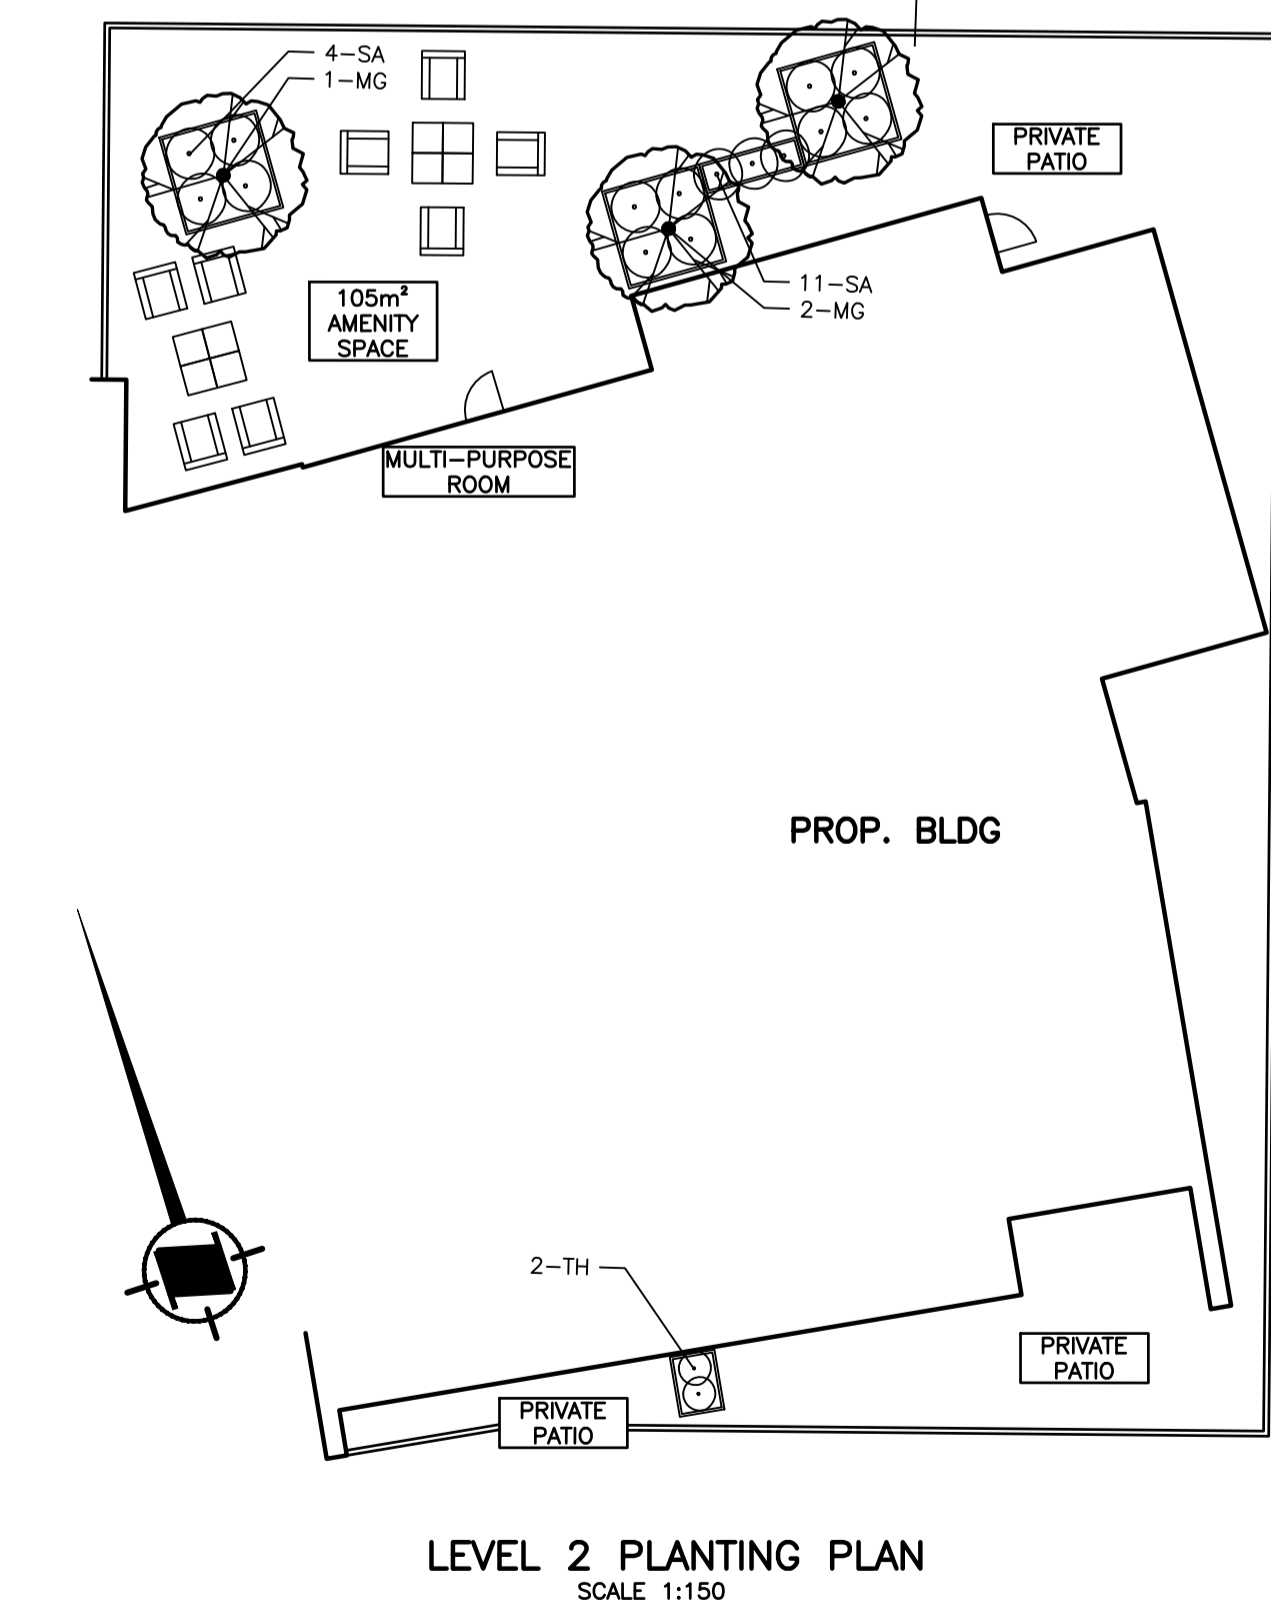 4-SA
1-MG
PRIVATE
PATIO
11-SA
2-MG
105m²
AMENITY
SPACE
MULTI-PURPOSE
ROOM
PROP. BLDG
2-TH
PRIVATE
PATIO
PRIVATE
PATIO
LEVEL 2 PLANTING PLAN
SCALE 1:150